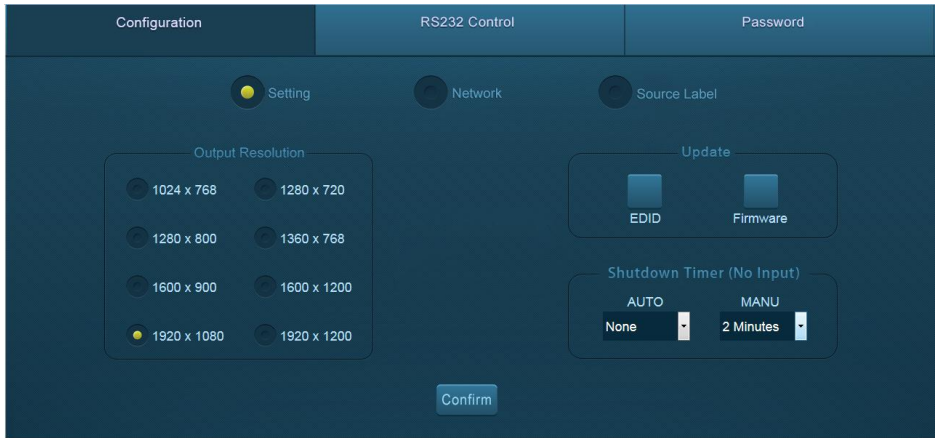 Configuration RS232 Control Password
Setting Network Source Label
Output Resolution
1024 x 768 1280 x 720
1280 x 800 1360 x 768
1600 x 900 1600 x 1200
1920 x 1080 1920 x 1200
Update
EDID Firmware
Shutdown Timer (No Input)
AUTO MANU
None 2 Minutes
Confirm